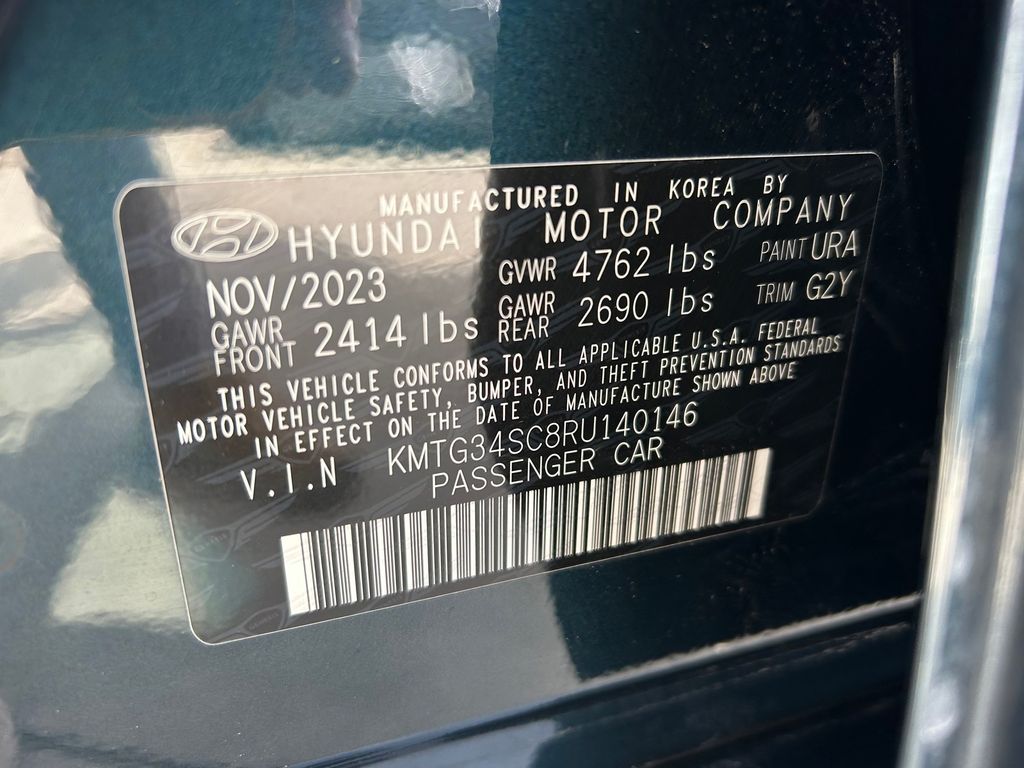 MANUFACTURED IN KOREA BY
HYUNDAI MOTOR COMPANY
NOV/2023 GVWR 4762 lbs PAINT URA
GAWR FRONT 2414 lbs GAWR REAR 2690 lbs TRIM G2Y
THIS VEHICLE CONFORMS TO ALL APPLICABLE U.S.A. FEDERAL
MOTOR VEHICLE SAFETY, BUMPER, AND THEFT PREVENTION STANDARDS
IN EFFECT ON THE DATE OF MANUFACTURE SHOWN ABOVE
V.I.N KMTG34SC8RU140146
PASSENGER CAR